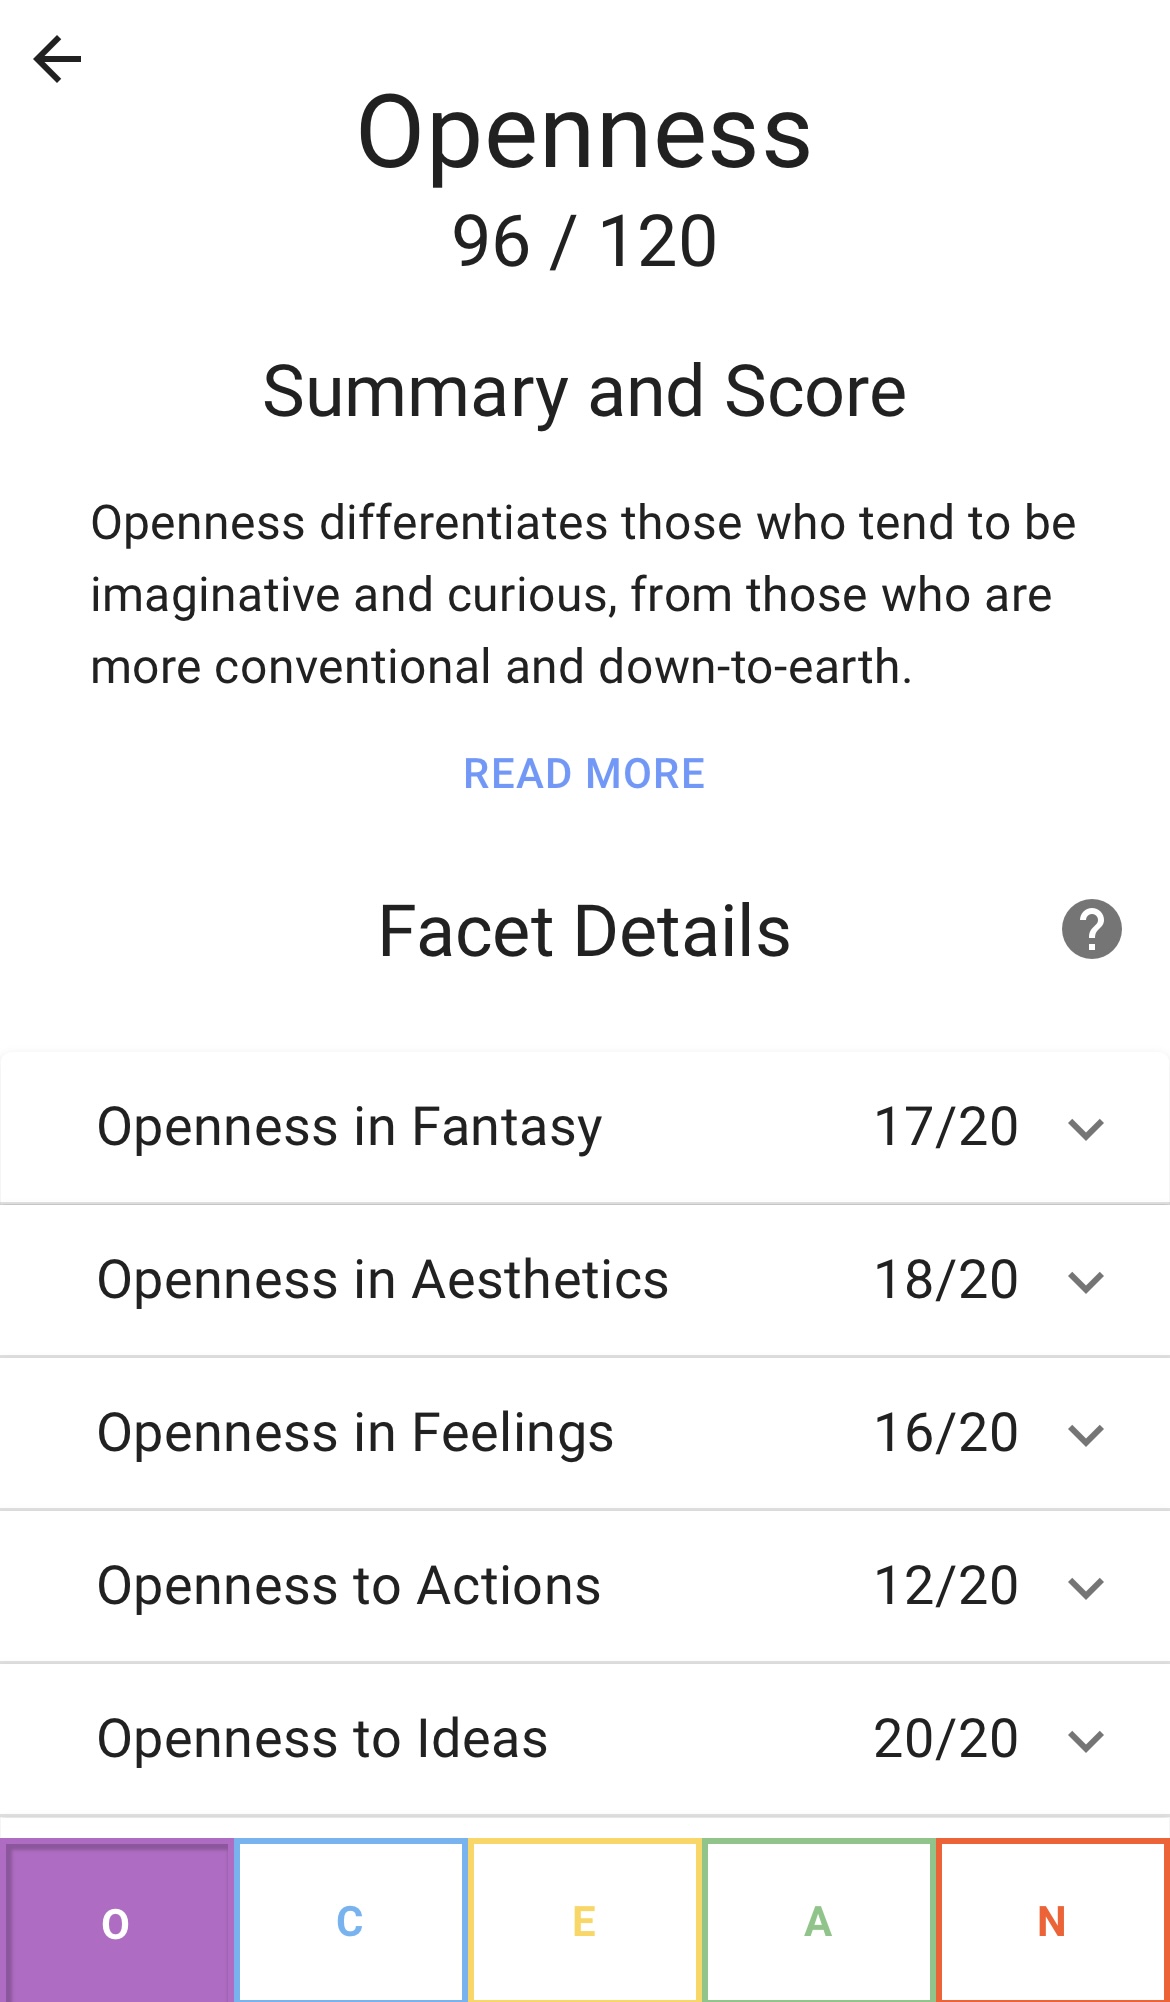 Openness
96 / 120
Summary and Score
Openness differentiates those who tend to be
imaginative and curious, from those who are
more conventional and down-to-earth.
READ MORE
Facet Details ?
Openness in Fantasy 17/20
Openness in Aesthetics 18/20
Openness in Feelings 16/20
Openness to Actions 12/20
Openness to Ideas 20/20
O C E A N